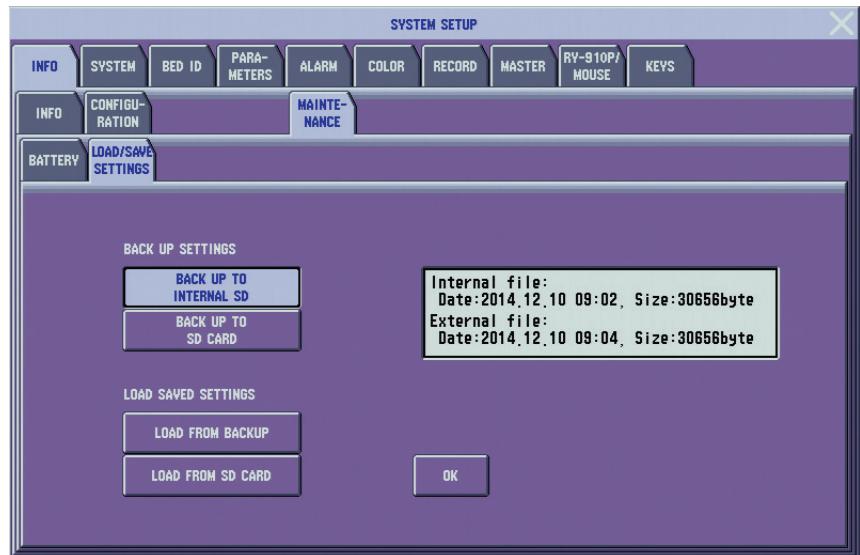 SYSTEM SETUP
INFO SYSTEM BED ID PARA-
METERS ALARM COLOR RECORD MASTER RY-910P/
MOUSE KEYS
INFO CONFIGU-
RATION MAINTE-
NANCE
BATTERY LOAD/SAVE
SETTINGS
BACK UP SETTINGS
BACK UP TO
INTERNAL SD
BACK UP TO
SD CARD
Internal file:
Date:2014.12.10 09:02, Size:30656byte
External file:
Date:2014.12.10 09:04, Size:30656byte
LOAD SAVED SETTINGS
LOAD FROM BACKUP
LOAD FROM SD CARD
OK